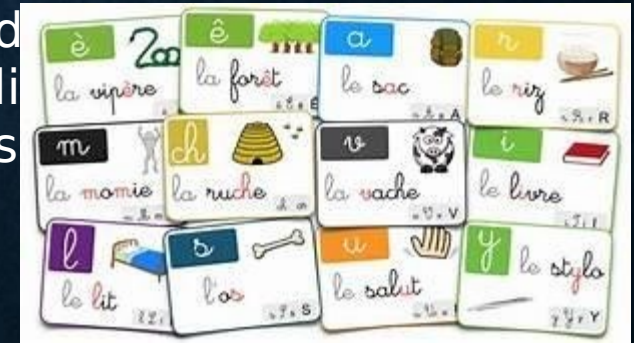 d
li
s
è
la vipère
ê
la forêt
a
le sac
A
r
le riz
R
m
la momie
ch
la ruche
v
la vache
V
i
le livre
l
le lit
s
l'os
S
u
le salut
y
le stylo
Y